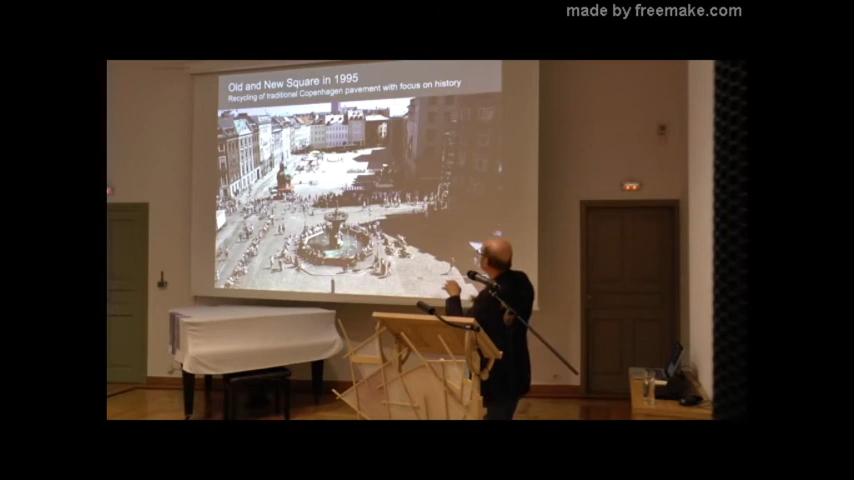 made by freemake.com
Old and New Square in 1995
Recycling of traditional Copenhagen pavement with focus on history